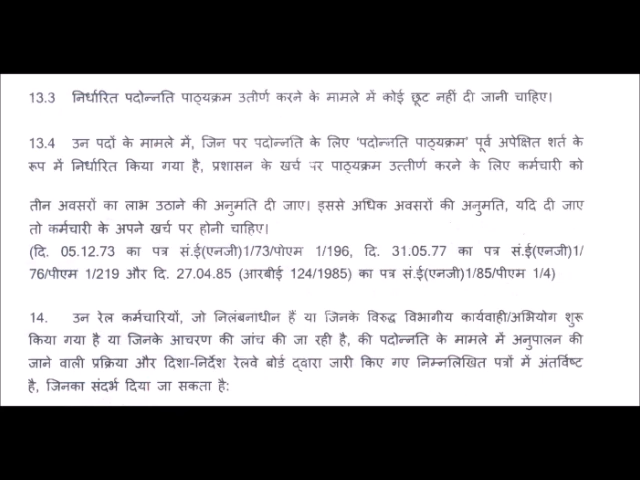 13.3 निर्धारित पदोन्नति पाठ्यक्रम उतीर्ण करने के मामले में कोई छूट नहीं दी जानी चाहिए।
13.4 उन पदों के मामले में, जिन पर पदोन्नति के लिए 'पदोन्नति पाठ्यक्रम' पूर्व अपेक्षित शर्त के
रूप में निर्धारित किया गया है, प्रशासन के खर्च पर पाठ्यक्रम उत्तीर्ण करने के लिए कर्मचारी को
तीन अवसरों का लाभ उठाने की अनुमति दी जाए। इससे अधिक अवसरों की अनुमति, यदि दी जाए
तो कर्मचारी के अपने खर्च पर होनी चाहिए।
(दि. 05.12.73 का पत्र सं.ई(एनजी)1/73/पीएम 1/196, दि. 31.05.77 का पत्र सं.ई(एनजी)1/
76/पीएम 1/219 और दि. 27.04.85 (आरबीई 124/1985) का पत्र सं.ई(एनजी)1/85/पीएम 1/4)
14. उन रेल कर्मचारियों, जो निलंबनाधीन हैं या जिनके विरुद्ध विभागीय कार्यवाही/अभियोग शुरू
किया गया है या जिनके आचरण की जांच की जा रही है, की पदोन्नति के मामले में अनुपालन की
जाने वाली प्रक्रिया और दिशा-निर्देश रेलवे बोर्ड द्वारा जारी किए गए निम्नलिखित पत्रों में अंतर्विष्ट
है, जिनका संदर्भ दिया जा सकता है: